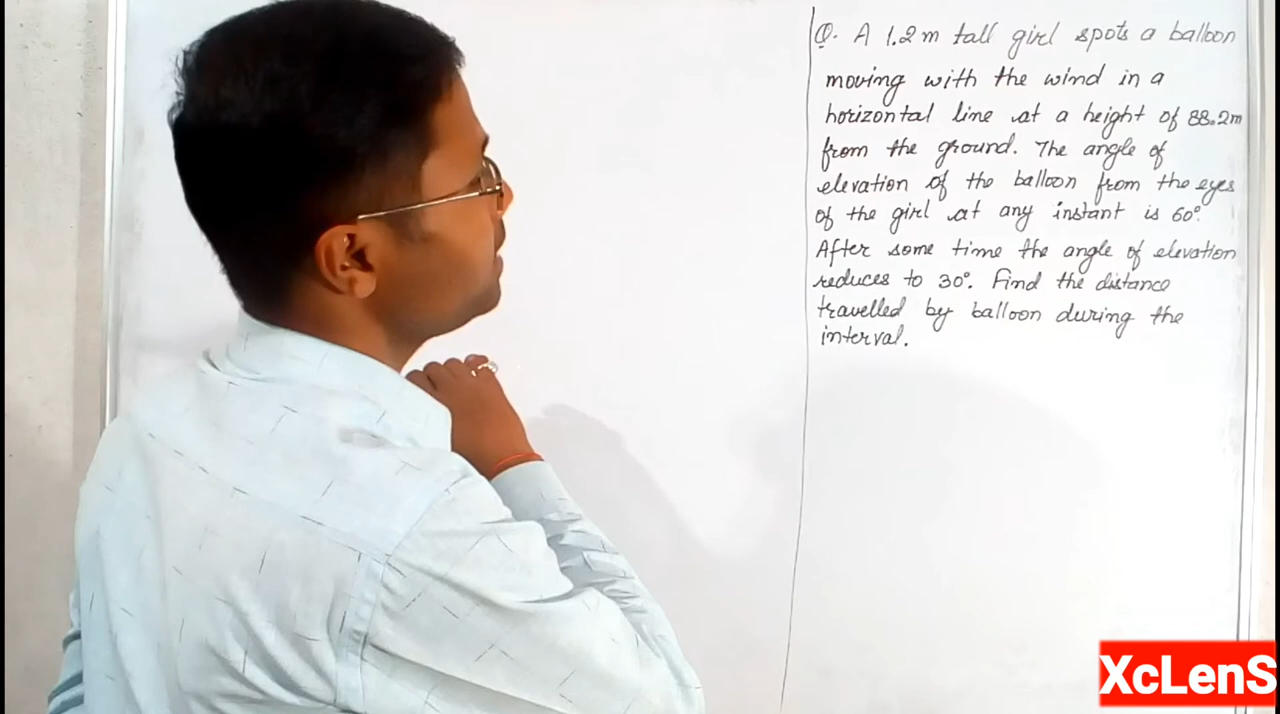 Q. A 1.2m tall girl spots a balloon
moving with the wind in a
horizontal line at a height of 88.2m
from the ground. The angle of
elevation of the balloon from the eyes
of the girl at any instant is 60°.
After some time the angle of elevation
reduces to 30°. Find the distance
travelled by balloon during the
interval.
XcLenS